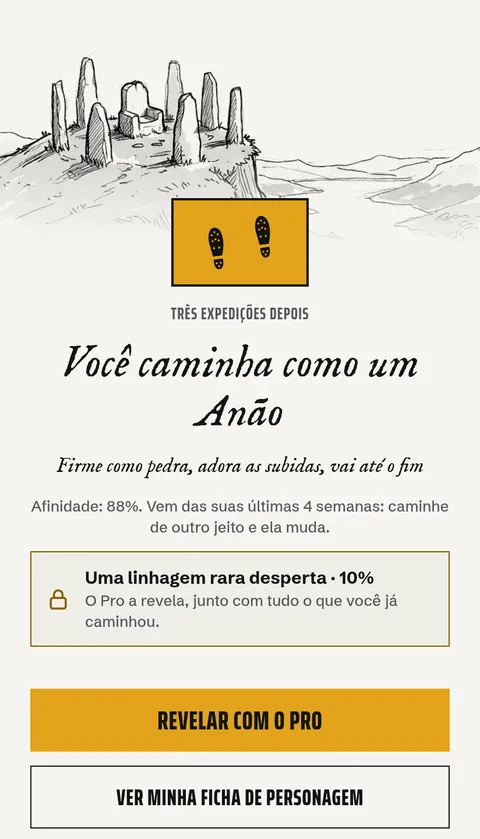 TRÊS EXPEDIÇÕES DEPOIS
Você caminha como um
Anão
Firme como pedra, adora as subidas, vai até o fim
Afinidade: 88%. Vem das suas últimas 4 semanas: caminhe
de outro jeito e ela muda.
Uma linhagem rara desperta · 10%
O Pro a revela, junto com tudo o que você já
caminhou.
REVELAR COM O PRO
VER MINHA FICHA DE PERSONAGEM